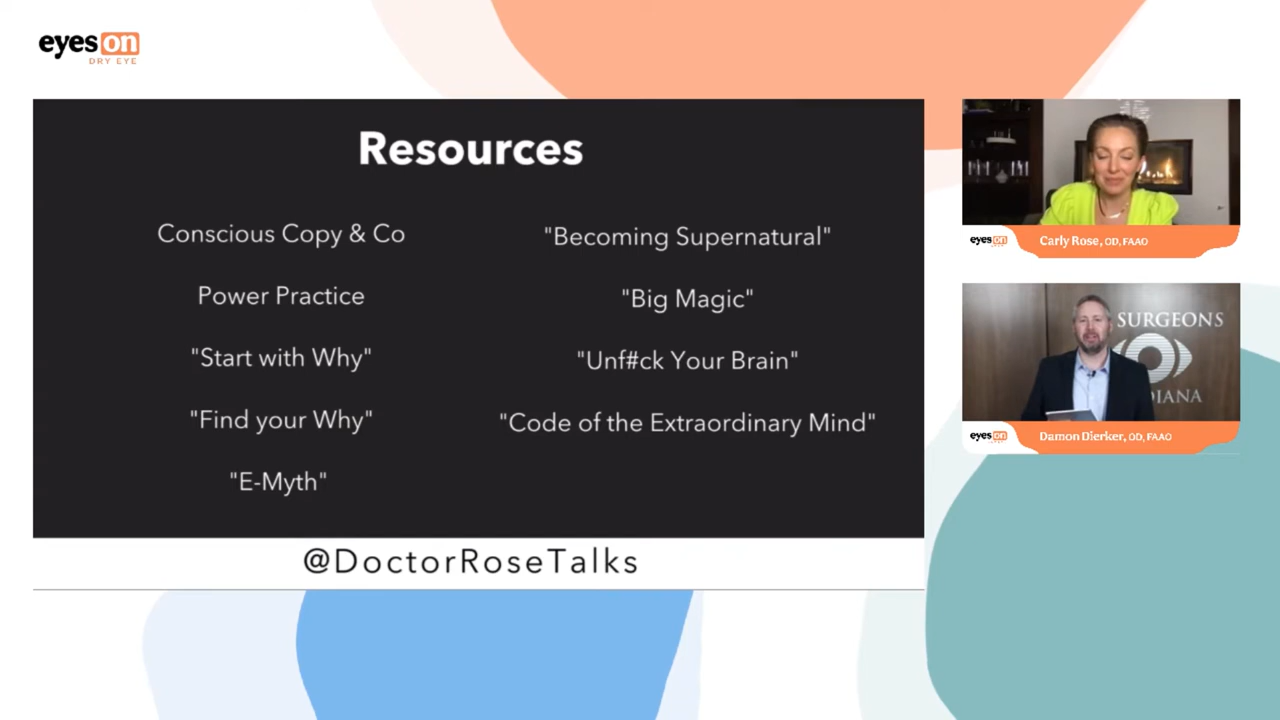 eyes on
DRY EYE
Resources
Conscious Copy & Co
Power Practice
"Start with Why"
"Find your Why"
"E-Myth"
"Becoming Supernatural"
"Big Magic"
"Unf#ck Your Brain"
"Code of the Extraordinary Mind"
@DoctorRoseTalks
eyes on
Carly Rose, OD, FAAO
SURGEONS
DIANA
eyes on
Damon Dierker, OD, FAAO